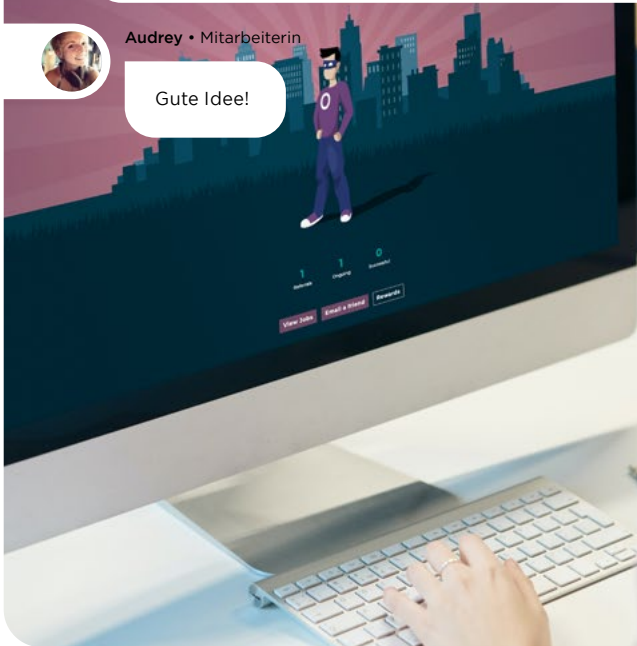 Audrey • Mitarbeiterin
Gute Idee!
O
1 1 0
Referrals Ongoing Successful
View Jobs Email a friend Rewards